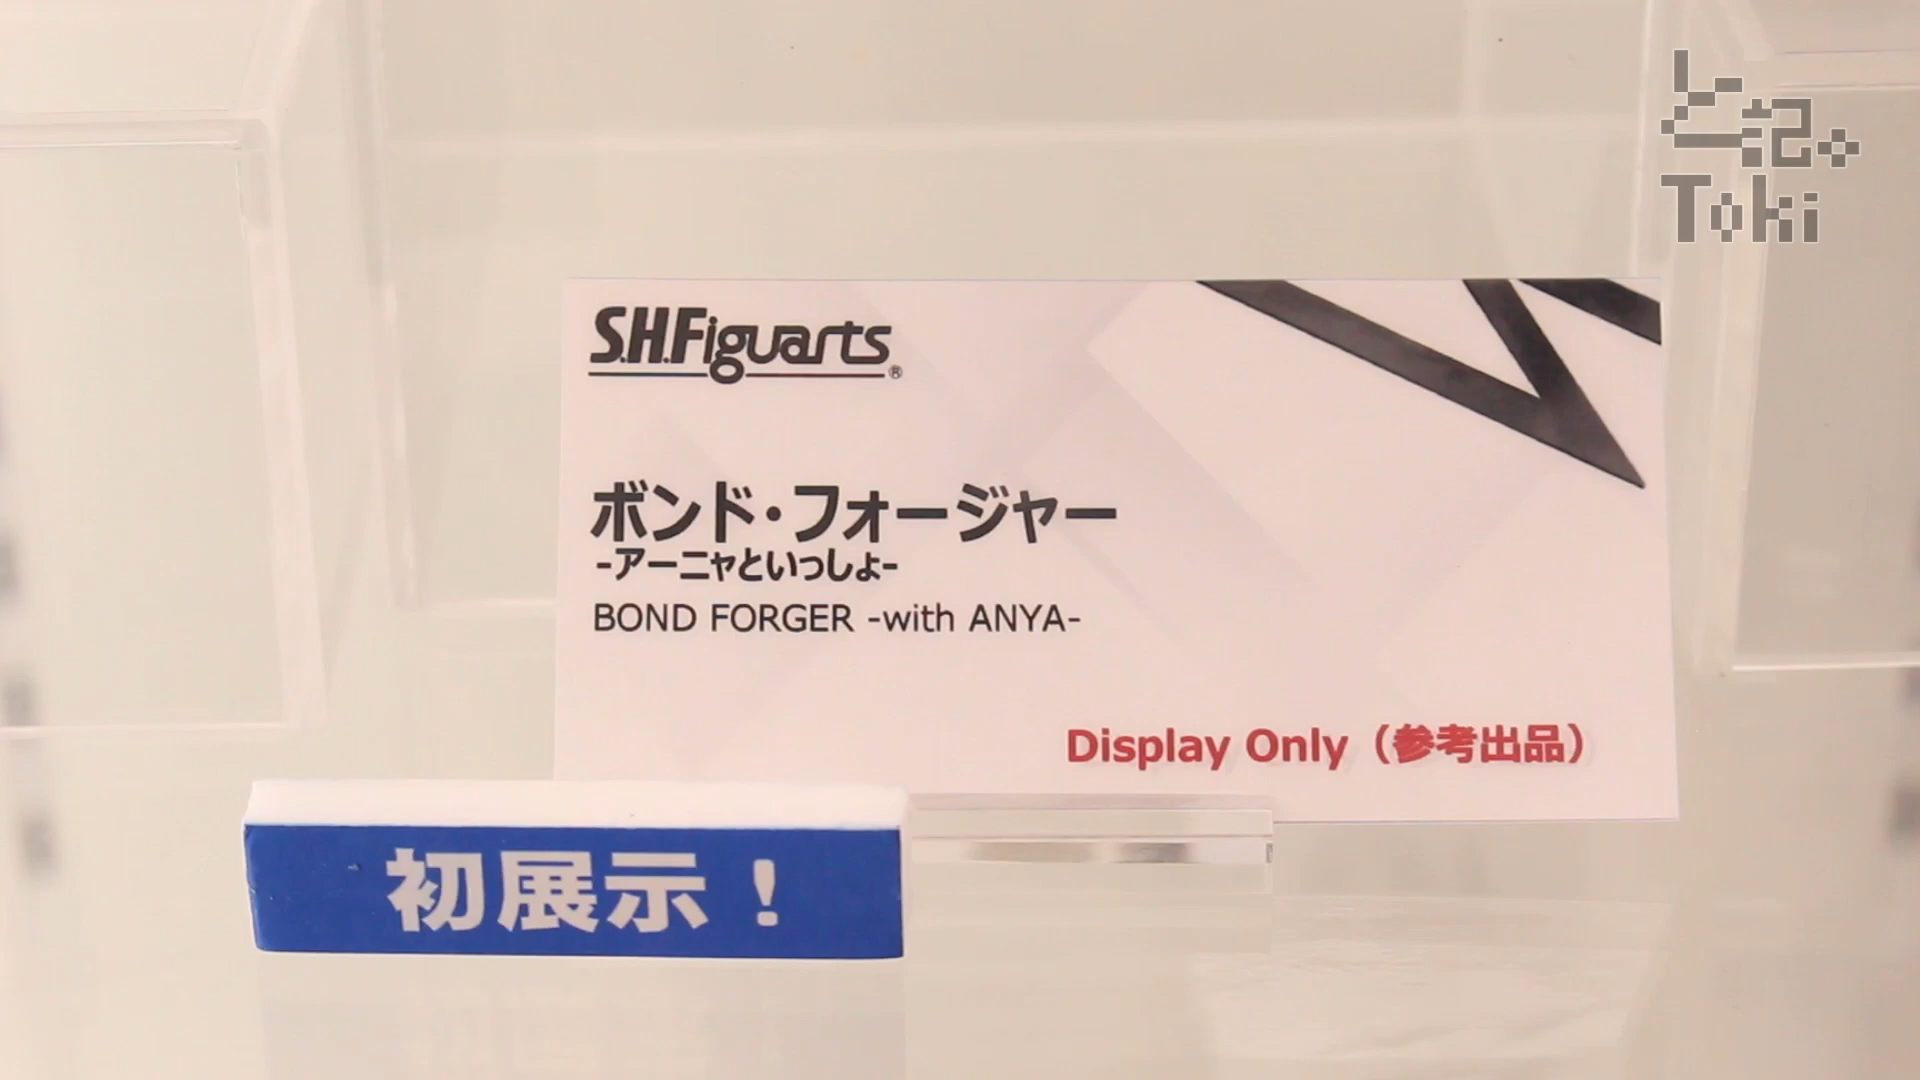 と記
Toki
S.H.Figuarts®
ボンド・フォージャー
-アーニャといっしょ-
BOND FORGER -with ANYA-
Display Only（参考出品）
初展示！